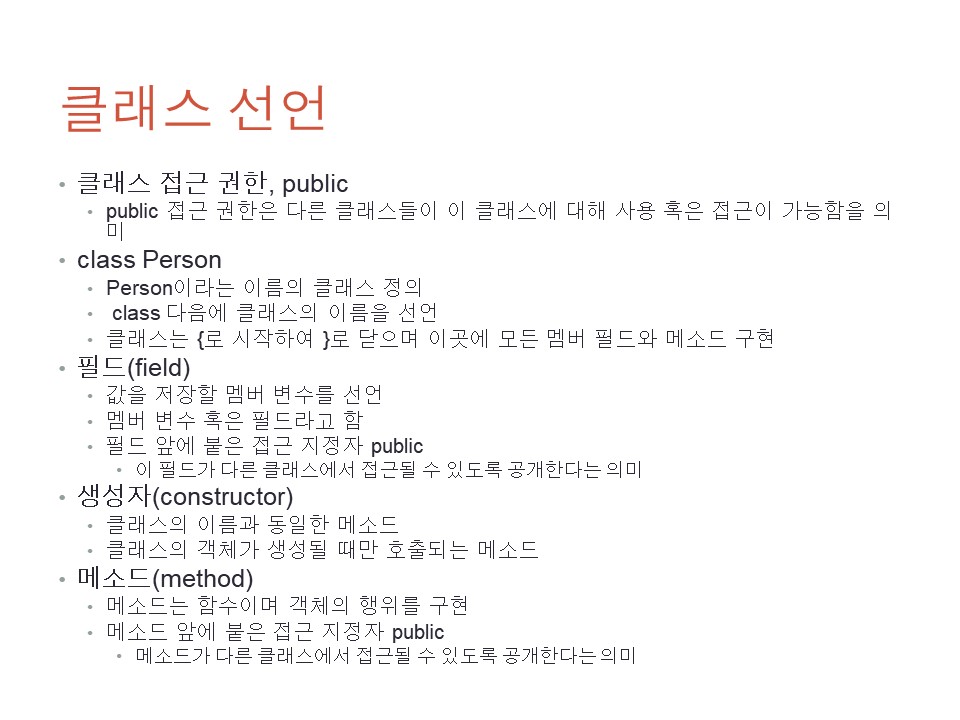 클래스 선언
• 클래스 접근 권한, public
• public 접근 권한은 다른 클래스들이 이 클래스에 대해 사용 혹은 접근이 가능함을 의
미
• class Person
• Person이라는 이름의 클래스 정의
• class 다음에 클래스의 이름을 선언
• 클래스는 {로 시작하여 }로 닫으며 이곳에 모든 멤버 필드와 메소드 구현
• 필드(field)
• 값을 저장할 멤버 변수를 선언
• 멤버 변수 혹은 필드라고 함
• 필드 앞에 붙은 접근 지정자 public
• 이 필드가 다른 클래스에서 접근될 수 있도록 공개한다는 의미
• 생성자(constructor)
• 클래스의 이름과 동일한 메소드
• 클래스의 객체가 생성될 때만 호출되는 메소드
• 메소드(method)
• 메소드는 함수이며 객체의 행위를 구현
• 메소드 앞에 붙은 접근 지정자 public
• 메소드가 다른 클래스에서 접근될 수 있도록 공개한다는 의미